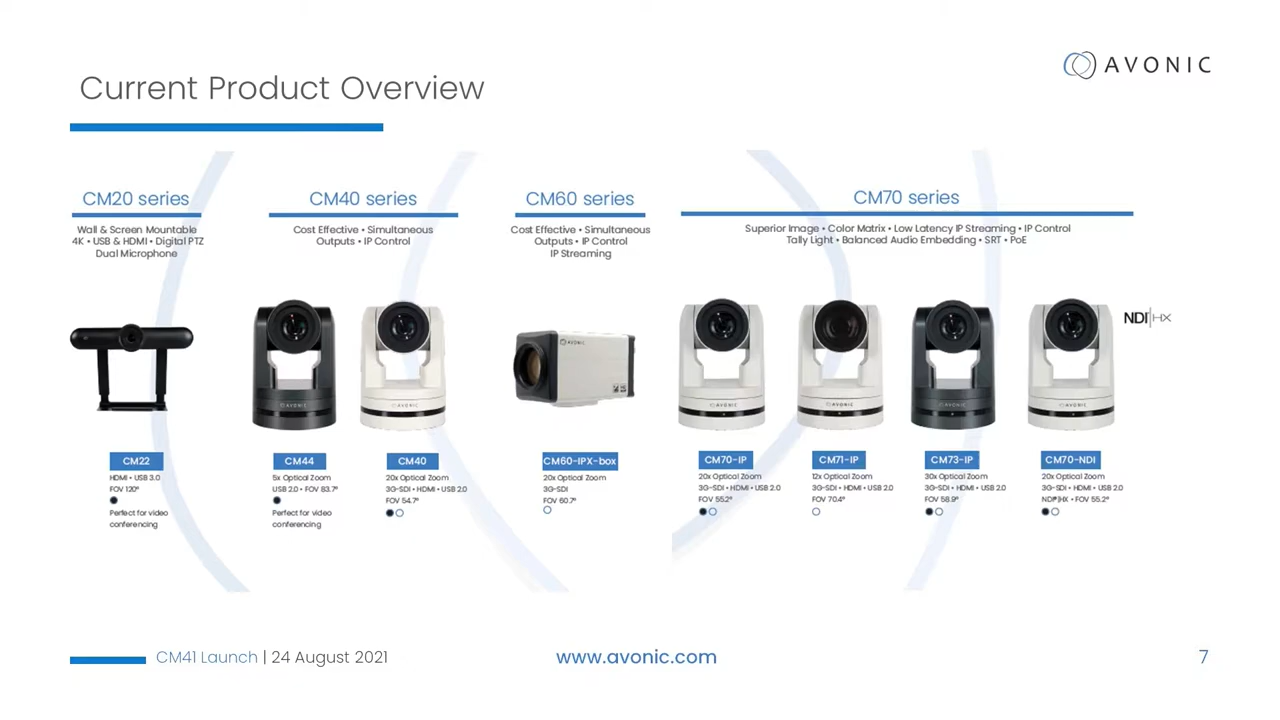 Current Product Overview
AVONIC
CM20 series
Wall & Screen Mountable
4K • USB & HDMI • Digital PTZ
Dual Microphone
CM40 series
Cost Effective • Simultaneous
Outputs • IP Control
CM60 series
Cost Effective • Simultaneous
Outputs • IP Control
IP Streaming
CM70 series
Superior Image • Color Matrix • Low Latency IP Streaming • IP Control
Tally Light • Balanced Audio Embedding • SRT • PoE
NDI|HX
AVONIC
AVONIC
AVONIC
AVONIC
AVONIC
AVONIC
AVONIC
CM22
HDMI • USB 3.0
FOV 120°
Perfect for video
conferencing
CM44
5x Optical Zoom
USB 2.0 • FOV 83.7°
Perfect for video
conferencing
CM40
20x Optical Zoom
3G-SDI • HDMI • USB 2.0
FOV 54.7°
CM60-IPX-box
20x Optical Zoom
3G-SDI
FOV 60.7°
CM70-IP
20x Optical Zoom
3G-SDI • HDMI • USB 2.0
FOV 55.2°
CM71-IP
12x Optical Zoom
3G-SDI • HDMI • USB 2.0
FOV 70.4°
CM73-IP
30x Optical Zoom
3G-SDI • HDMI • USB 2.0
FOV 58.9°
CM70-NDI
20x Optical Zoom
3G-SDI • HDMI • USB 2.0
NDI®|HX • FOV 55.2°
CM41 Launch | 24 August 2021
www.avonic.com
7